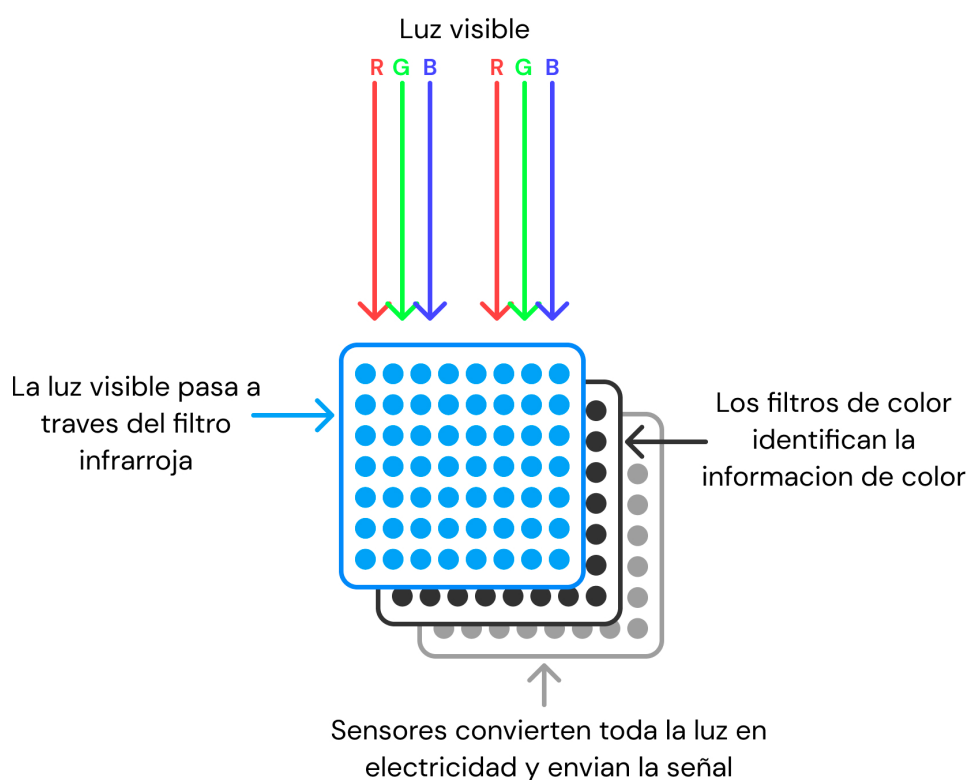 Luz visible
R G B R G B
La luz visible pasa a
traves del filtro
infrarroja
Los filtros de color
identifican la
informacion de color
Sensores convierten toda la luz en
electricidad y envian la señal